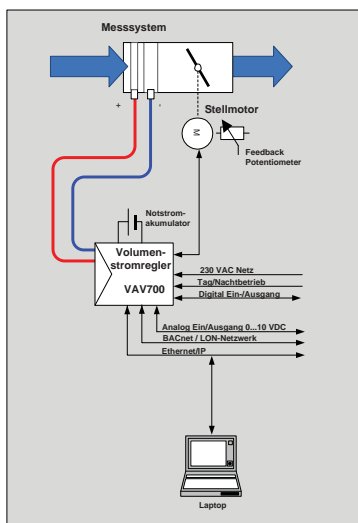 Messsystem
+ -
Stellmotor
M
Feedback
Potentiometer
Notstrom-
akumulator
Volumen-
stromregler
VAV700
230 VAC Netz
Tag/Nachtbetrieb
Digital Ein-/Ausgang
Analog Ein/Ausgang 0...10 VDC
BACnet / LON-Netzwerk
Ethernet/IP
Laptop